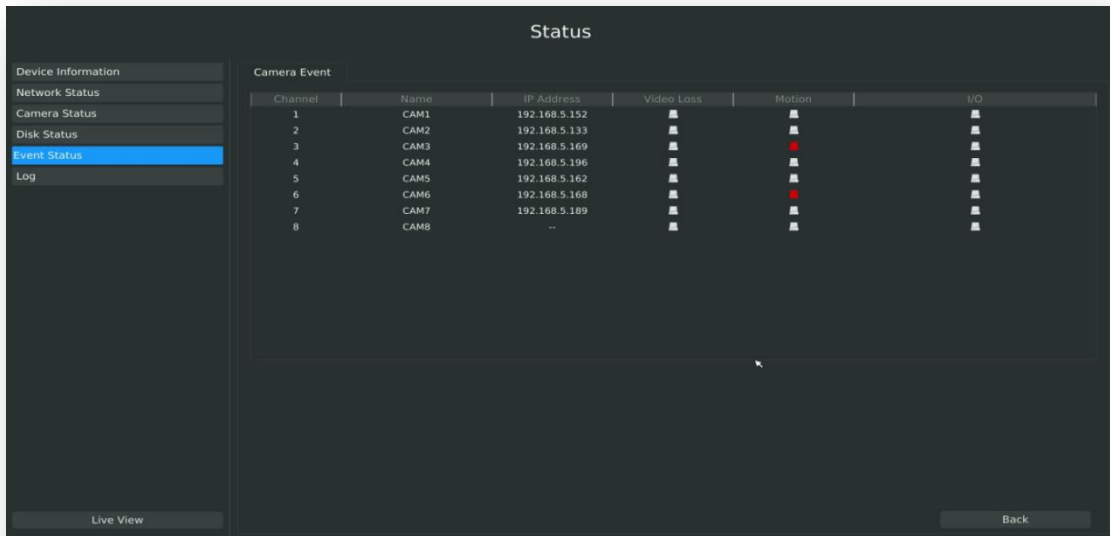 Status
Device Information
Network Status
Camera Status
Disk Status
Event Status
Log
Camera Event
Channel Name IP Address Video Loss Motion I/O
1 CAM1 192.168.5.152
2 CAM2 192.168.5.133
3 CAM3 192.168.5.169
4 CAM4 192.168.5.196
5 CAM5 192.168.5.162
6 CAM6 192.168.5.168
7 CAM7 192.168.5.189
8 CAM8 --
Live View
Back